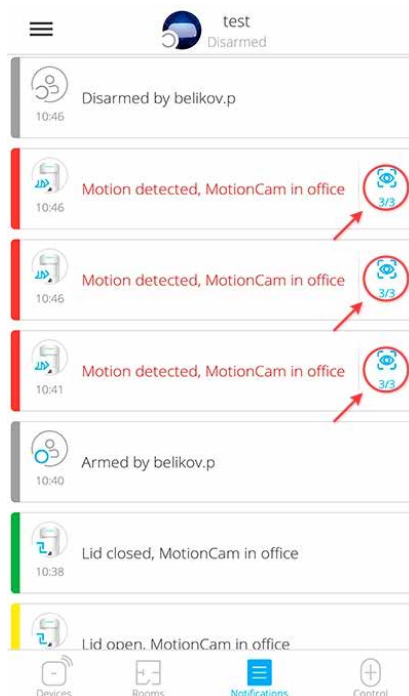 test
Disarmed
Disarmed by belikov.p
10:46
Motion detected, MotionCam in office
3/3
10:46
Motion detected, MotionCam in office
3/3
10:46
Motion detected, MotionCam in office
3/3
10:41
Armed by belikov.p
10:40
Lid closed, MotionCam in office
10:38
Lid open, MotionCam in office
Devices
Rooms
Notifications
Control